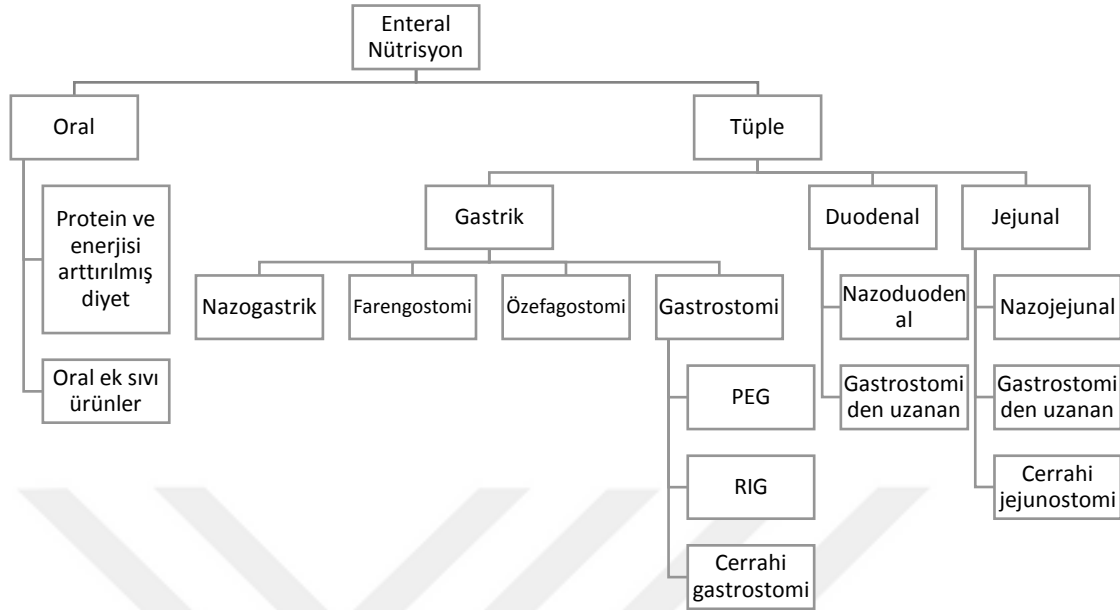 Enteral
Nütrisyon
Oral
Tüple
Protein ve
enerjisi
arttırılmış
diyet
Oral ek sıvı
ürünler
Gastrik
Duodenal
Jejunal
Nazogastrik
Farengostomi
Özefagostomi
Gastrostomi
PEG
RIG
Cerrahi
gastrostomi
Nazoduoden
al
Gastrostomi
den uzanan
Nazojejunal
Gastrostomi
den uzanan
Cerrahi
jejunostomi